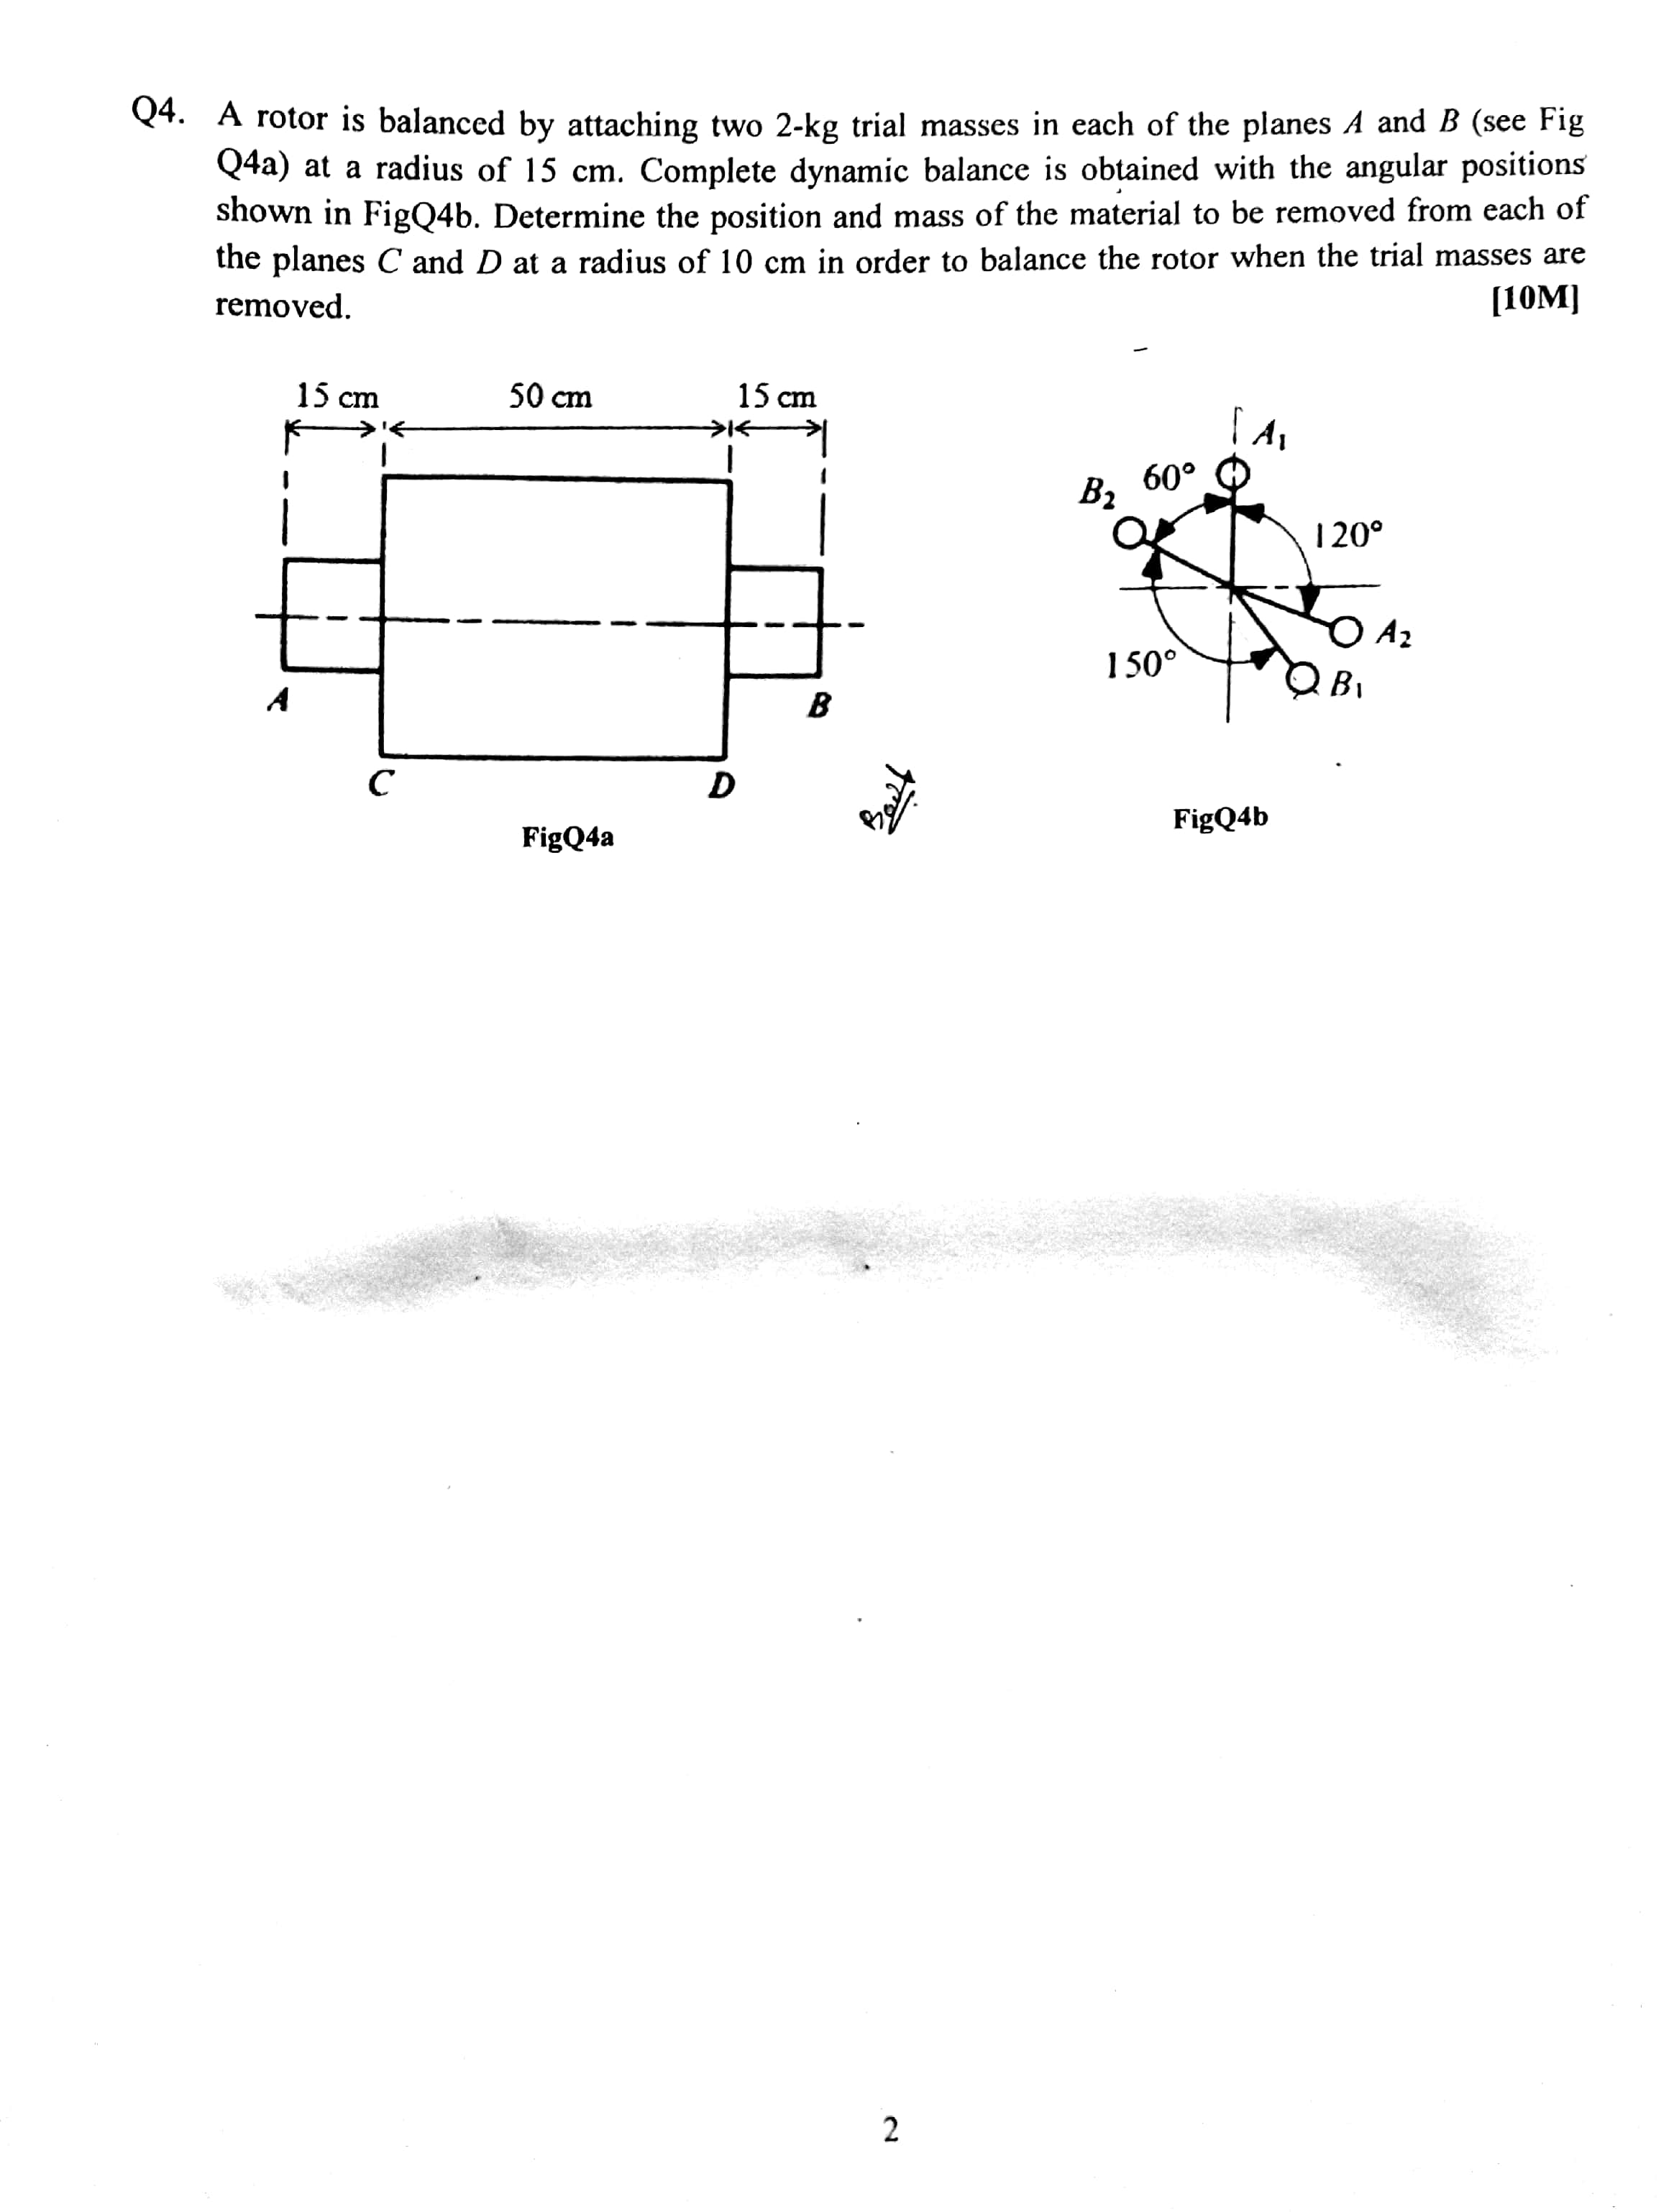 Q4. A rotor is balanced by attaching two 2-kg trial masses in each of the planes A and B (see Fig
Q4a) at a radius of 15 cm. Complete dynamic balance is obtained with the angular positions
shown in FigQ4b. Determine the position and mass of the material to be removed from each of
the planes C and D at a radius of 10 cm in order to balance the rotor when the trial masses are
removed. [10M]
15 cm 50 cm 15 cm
A₁
B₂ 60°
120°
A₂
150°
B₁
A B
C D
FigQ4a
FigQ4b
2